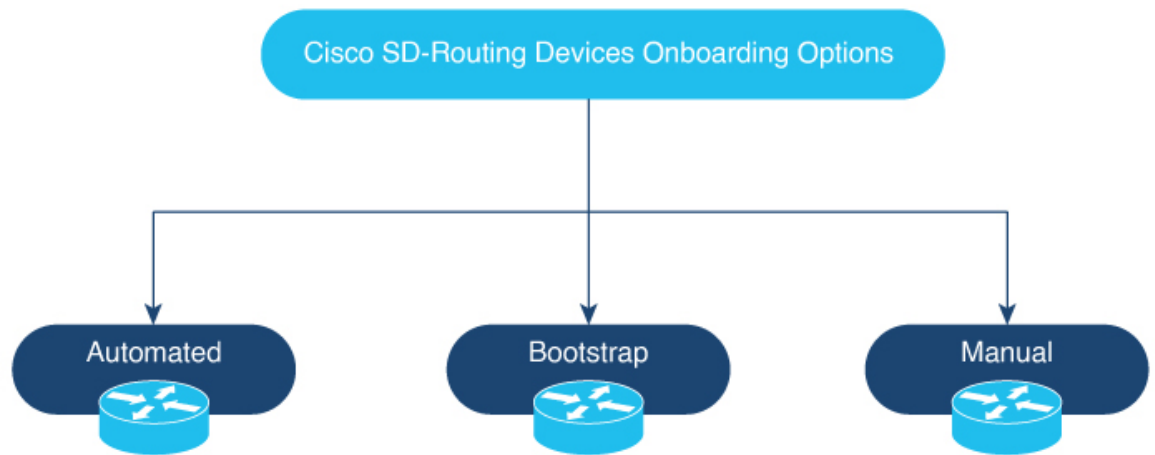 Cisco SD-Routing Devices Onboarding Options
Automated
Bootstrap
Manual